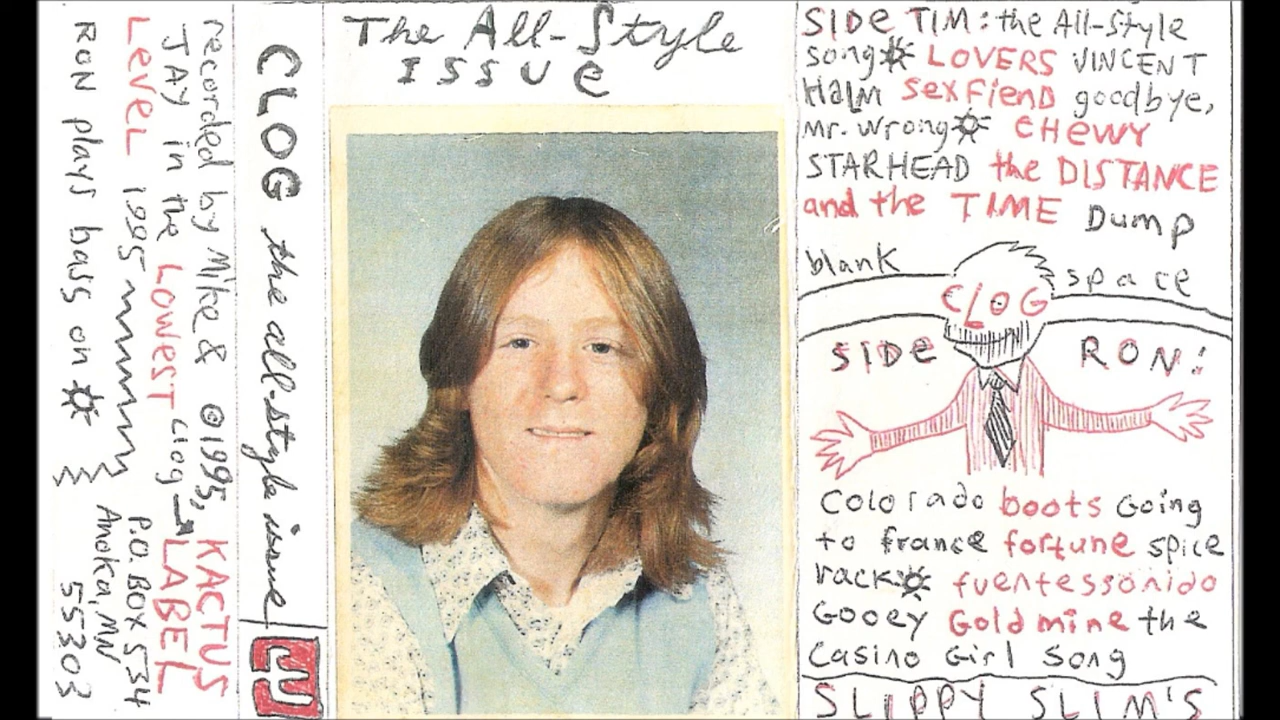 recorded by Mike & ©1995, KACTUS
JAY in the LOWEST clog → LABEL
LEVEL 1995 P.O. BOX 534
RON plays bass on ☼ Anoka, MN
55303
CLOG the all-style issue
The All-Style
ISSUE
SIDE TIM: the All-Style
song☼ LOVERS VINCENT
HaLM sexfiend goodbye,
Mr. wrong☼ CHEWY
STARHEAD the DISTANCE
and the TIME Dump
blank space
CLOG
SIDE RON:
Colorado boots Going
to france fortune spice
rack☼ fuentessonido
GOOEY Goldmine the
Casino Girl Song
SLIPPY SLIM'S